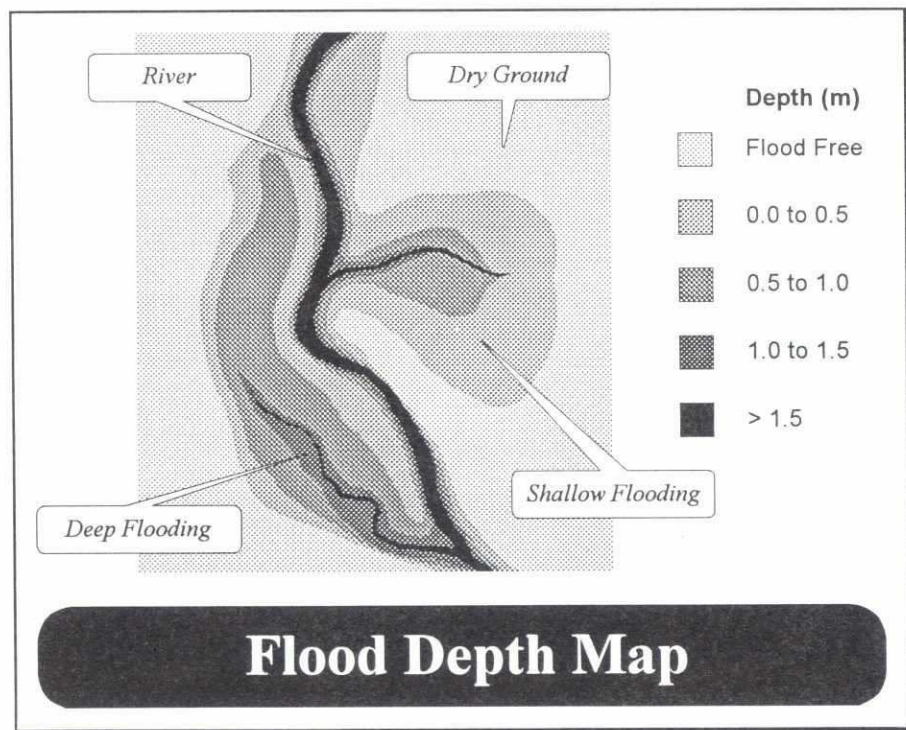 River
Dry Ground
Depth (m)
Flood Free
0.0 to 0.5
0.5 to 1.0
1.0 to 1.5
> 1.5
Shallow Flooding
Deep Flooding
Flood Depth Map